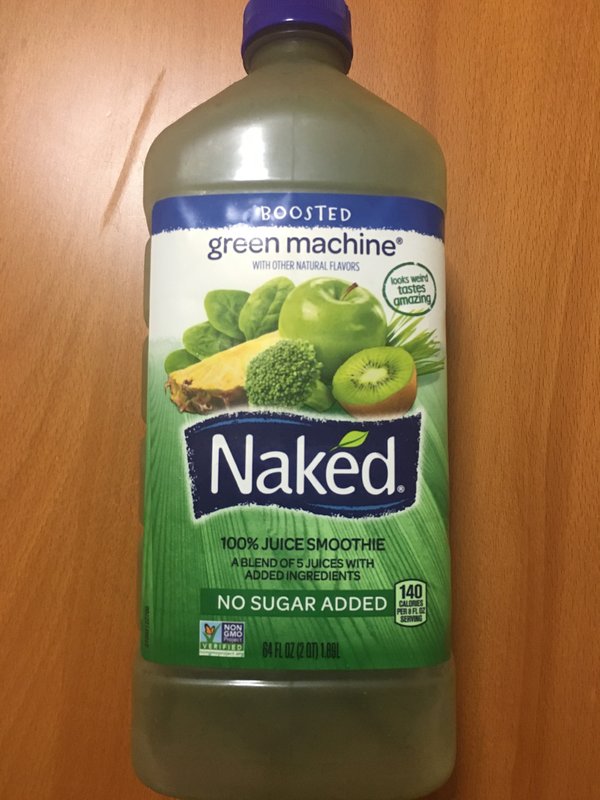 BOOSTED
green machine®
WITH OTHER NATURAL FLAVORS
looks weird
tastes
amazing
Naked®
100% JUICE SMOOTHIE
A BLEND OF 5 JUICES WITH
ADDED INGREDIENTS
NO SUGAR ADDED
140
CALORIES
PER 8 FL OZ
SERVING
NON
GMO
Project
VERIFIED
nongmoproject.org
64 FL OZ (2 QT) 1.89L